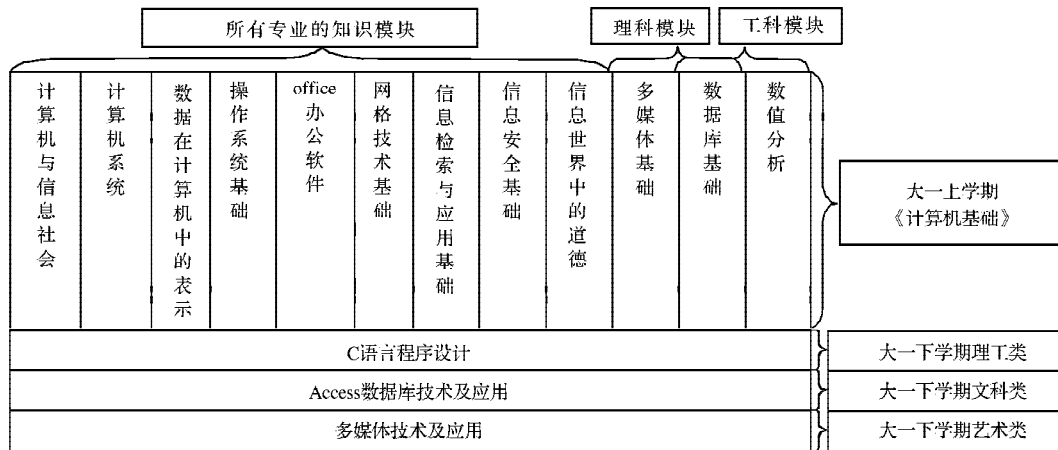 所有专业的知识模块
理科模块
工科模块
计算机与信息社会
计算机系统
数据在计算机中的表示
操作系统基础
office办公软件
网格技术基础
信息检索与应用基础
信息安全基础
信息世界中的道德
多媒体基础
数据库基础
数值分析
大一上学期
《计算机基础》
C语言程序设计
大一下学期理工类
Access数据库技术及应用
大一下学期文科类
多媒体技术及应用
大一下学期艺术类